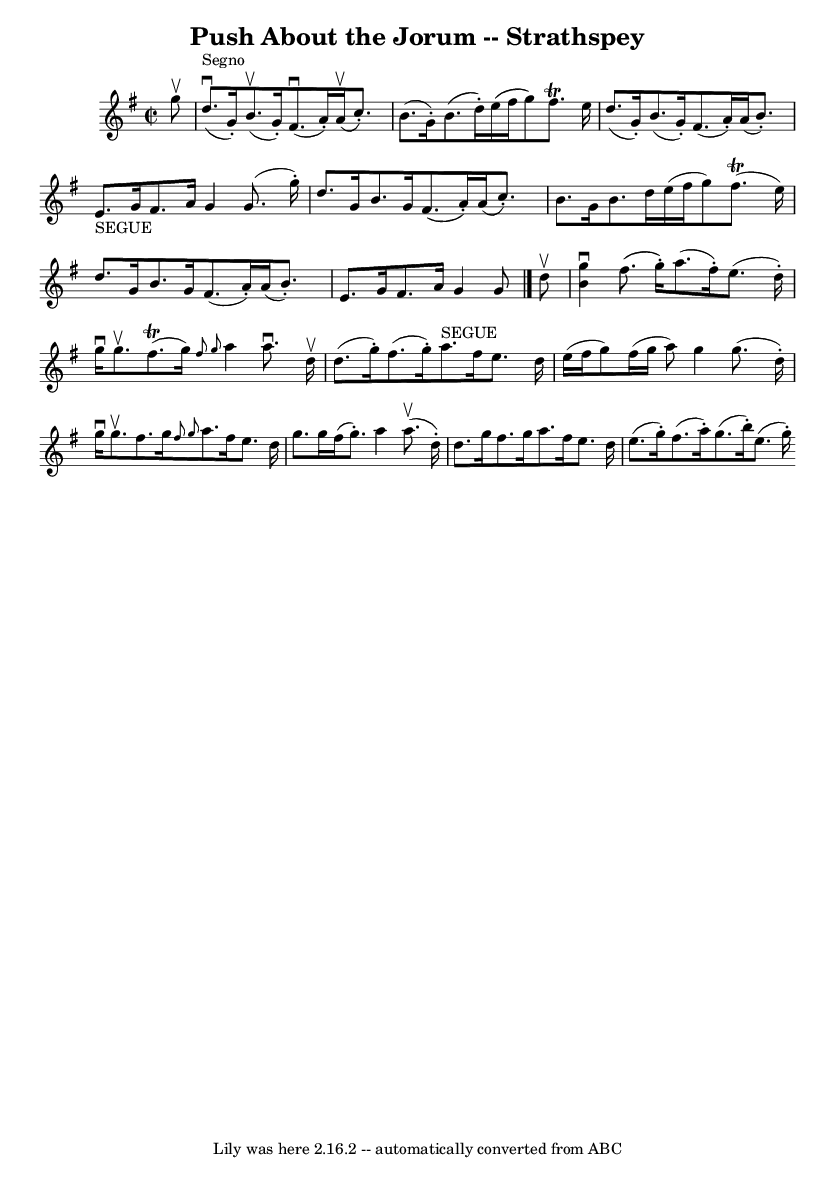 Push About the Jorum -- Strathspey
Segno
SEGUE
SEGUE
Lily was here 2.16.2 -- automatically converted from ABC